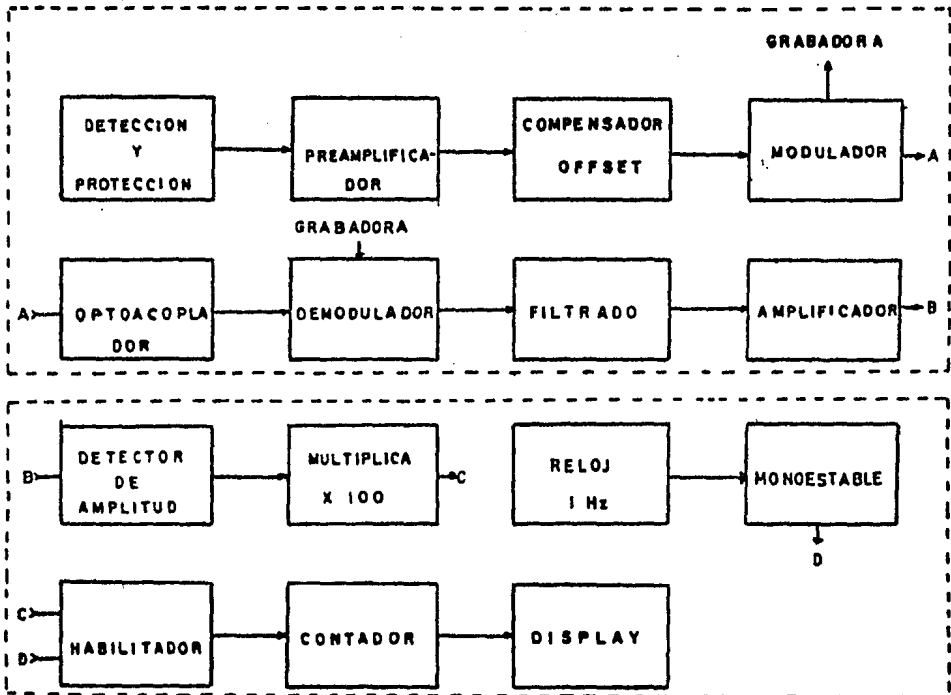 GRABADORA
DETECCION
Y
PROTECCION
PREAMPLIFICA-
DOR
COMPENSADOR
OFFSET
MODULADOR
A
GRABADORA
A
OPTOACOPLA
DOR
DEMODULADOR
FILTRADO
AMPLIFICADOR
B
B
DETECTOR
DE
AMPLITUD
MULTIPLICA
X 100
C
RELOJ
1 Hz
MONOESTABLE
D
C
D
HABILITADOR
CONTADOR
DISPLAY